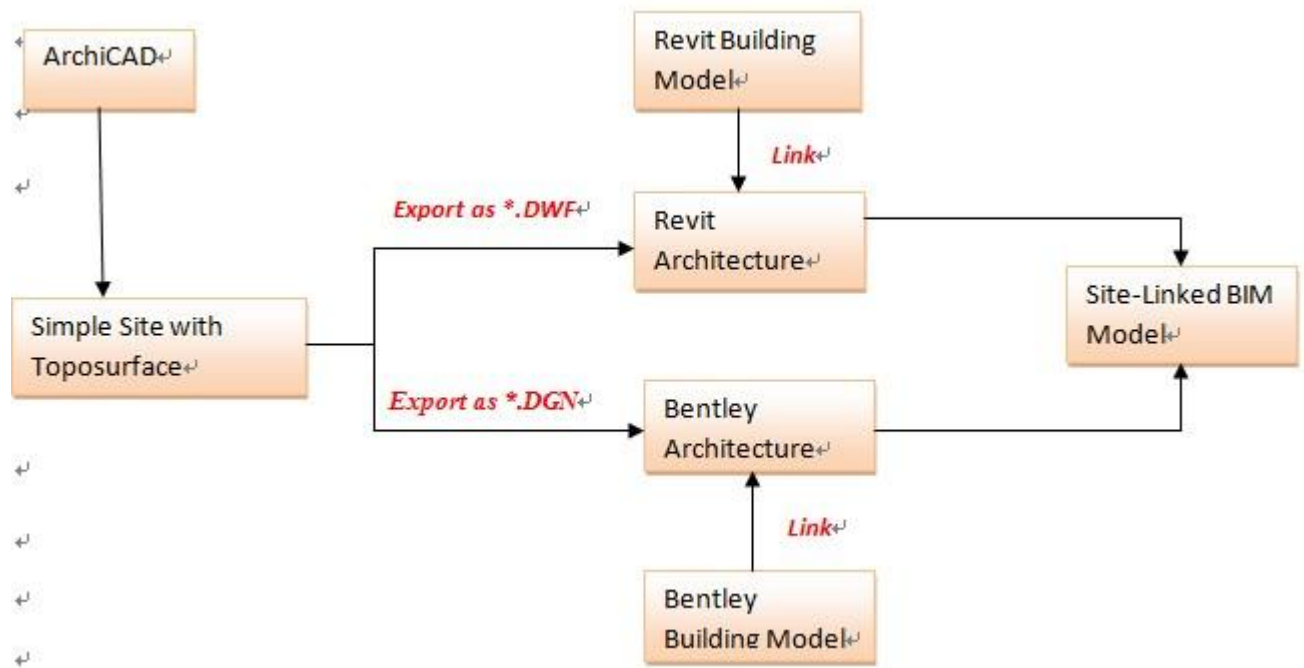 ArchiCAD
Revit Building
Model
Link
Export as *.DWF
Revit
Architecture
Simple Site with
Toposurface
Site-Linked BIM
Model
Export as *.DGN
Bentley
Architecture
Link
Bentley
Building Model